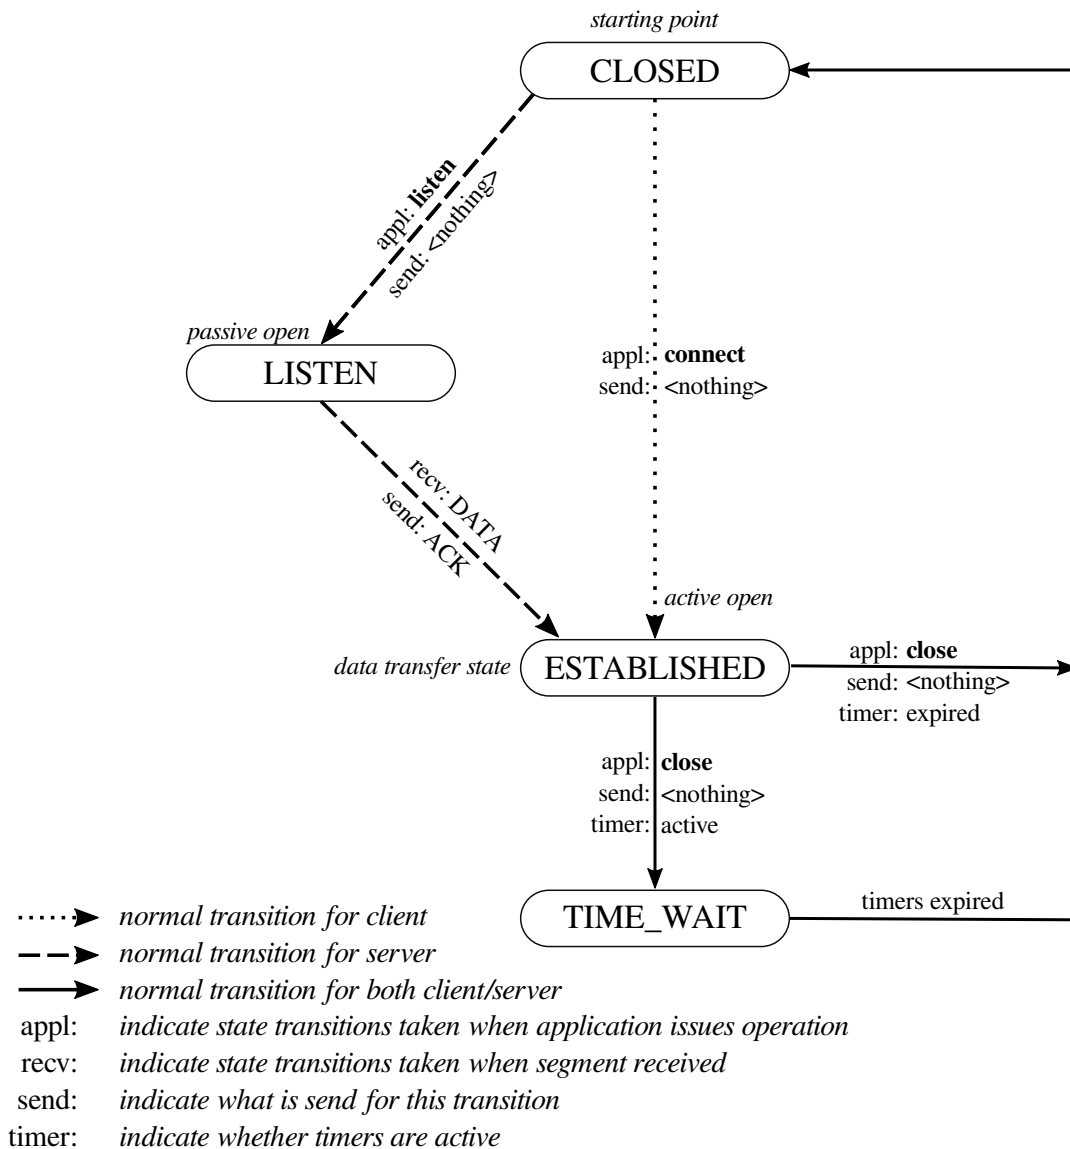 starting point
CLOSED
appl: listen
send: <nothing>
passive open
LISTEN
appl: connect
send: <nothing>
recv: DATA
send: ACK
active open
data transfer state
ESTABLISHED
appl: close
send: <nothing>
timer: expired
appl: close
send: <nothing>
timer: active
TIME_WAIT
timers expired
normal transition for client
normal transition for server
normal transition for both client/server
appl: indicate state transitions taken when application issues operation
recv: indicate state transitions taken when segment received
send: indicate what is send for this transition
timer: indicate whether timers are active